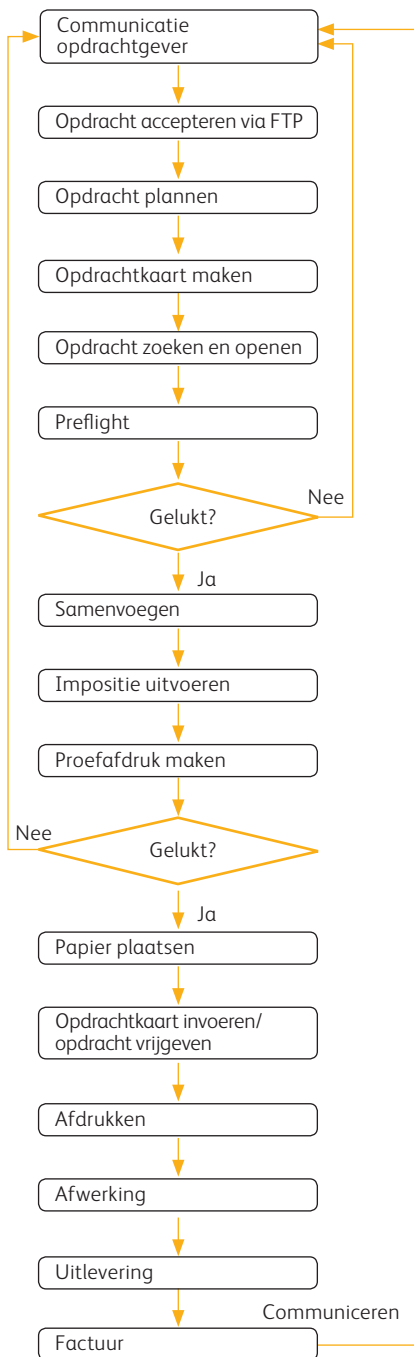 Communicatie
opdrachtgever
Opdracht accepteren via FTP
Opdracht plannen
Opdrachtkaart maken
Opdracht zoeken en openen
Preflight
Nee
Gelukt?
Ja
Samenvoegen
Impositie uitvoeren
Proefafdruk maken
Nee
Gelukt?
Ja
Papier plaatsen
Opdrachtkaart invoeren/
opdracht vrijgeven
Afdrukken
Afwerking
Uitlevering
Communiceren
Factuur